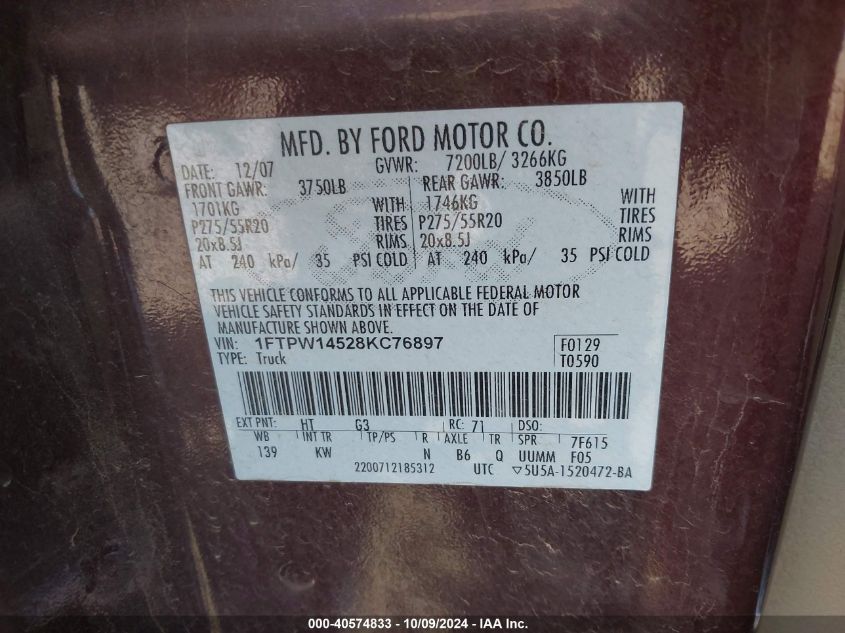 MFD. BY FORD MOTOR CO.
DATE: 12/07 GVWR: 7200LB/ 3266KG
FRONT GAWR: 3750LB REAR GAWR: 3850LB
1701KG 1746KG WITH
P275/55R20 TIRES P275/55R20 TIRES
20x8.5J RIMS 20x8.5J RIMS
AT 240 kPa/ 35 PSI COLD AT 240 kPa/ 35 PSI COLD
THIS VEHICLE CONFORMS TO ALL APPLICABLE FEDERAL MOTOR
VEHICLE SAFETY STANDARDS IN EFFECT ON THE DATE OF
MANUFACTURE SHOWN ABOVE.
VIN: 1FTPW14528KC76897 F0129
TYPE: Truck T0590
EXT PNT: HT G3 RC: 71 DSO:
WB INT TR TP/PS R AXLE TR SPR 7F615
139 KW N B6 Q UUMM F05
2200712185312 UTC ▽5U5A-1520472-BA
000-40574833 - 10/09/2024 - IAA Inc.